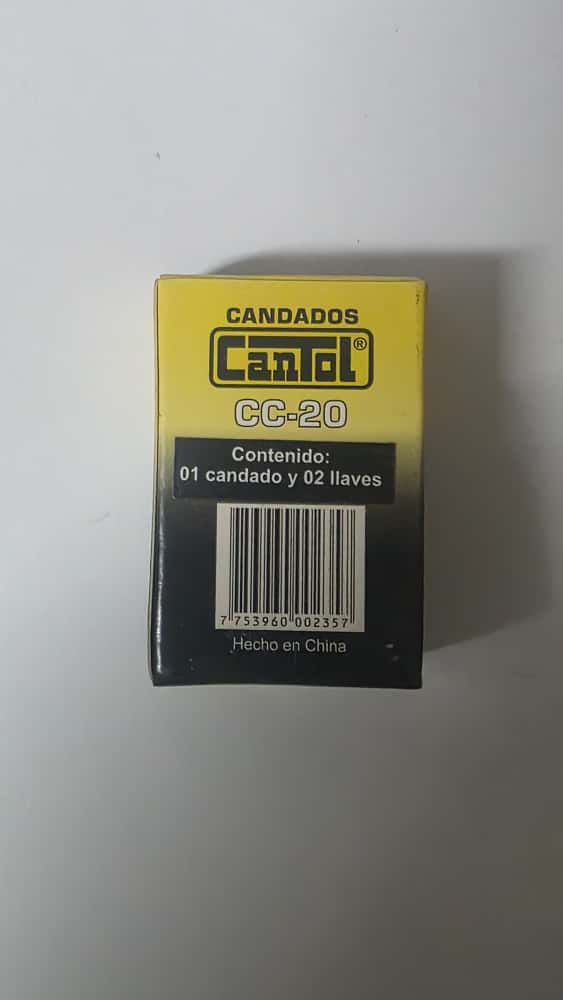 CANDADOS
CanTol®
CC-20
Contenido:
01 candado y 02 llaves
7 753960 002357
Hecho en China